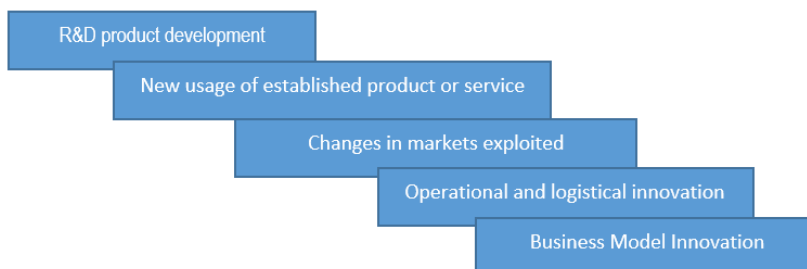 R&D product development
New usage of established product or service
Changes in markets exploited
Operational and logistical innovation
Business Model Innovation